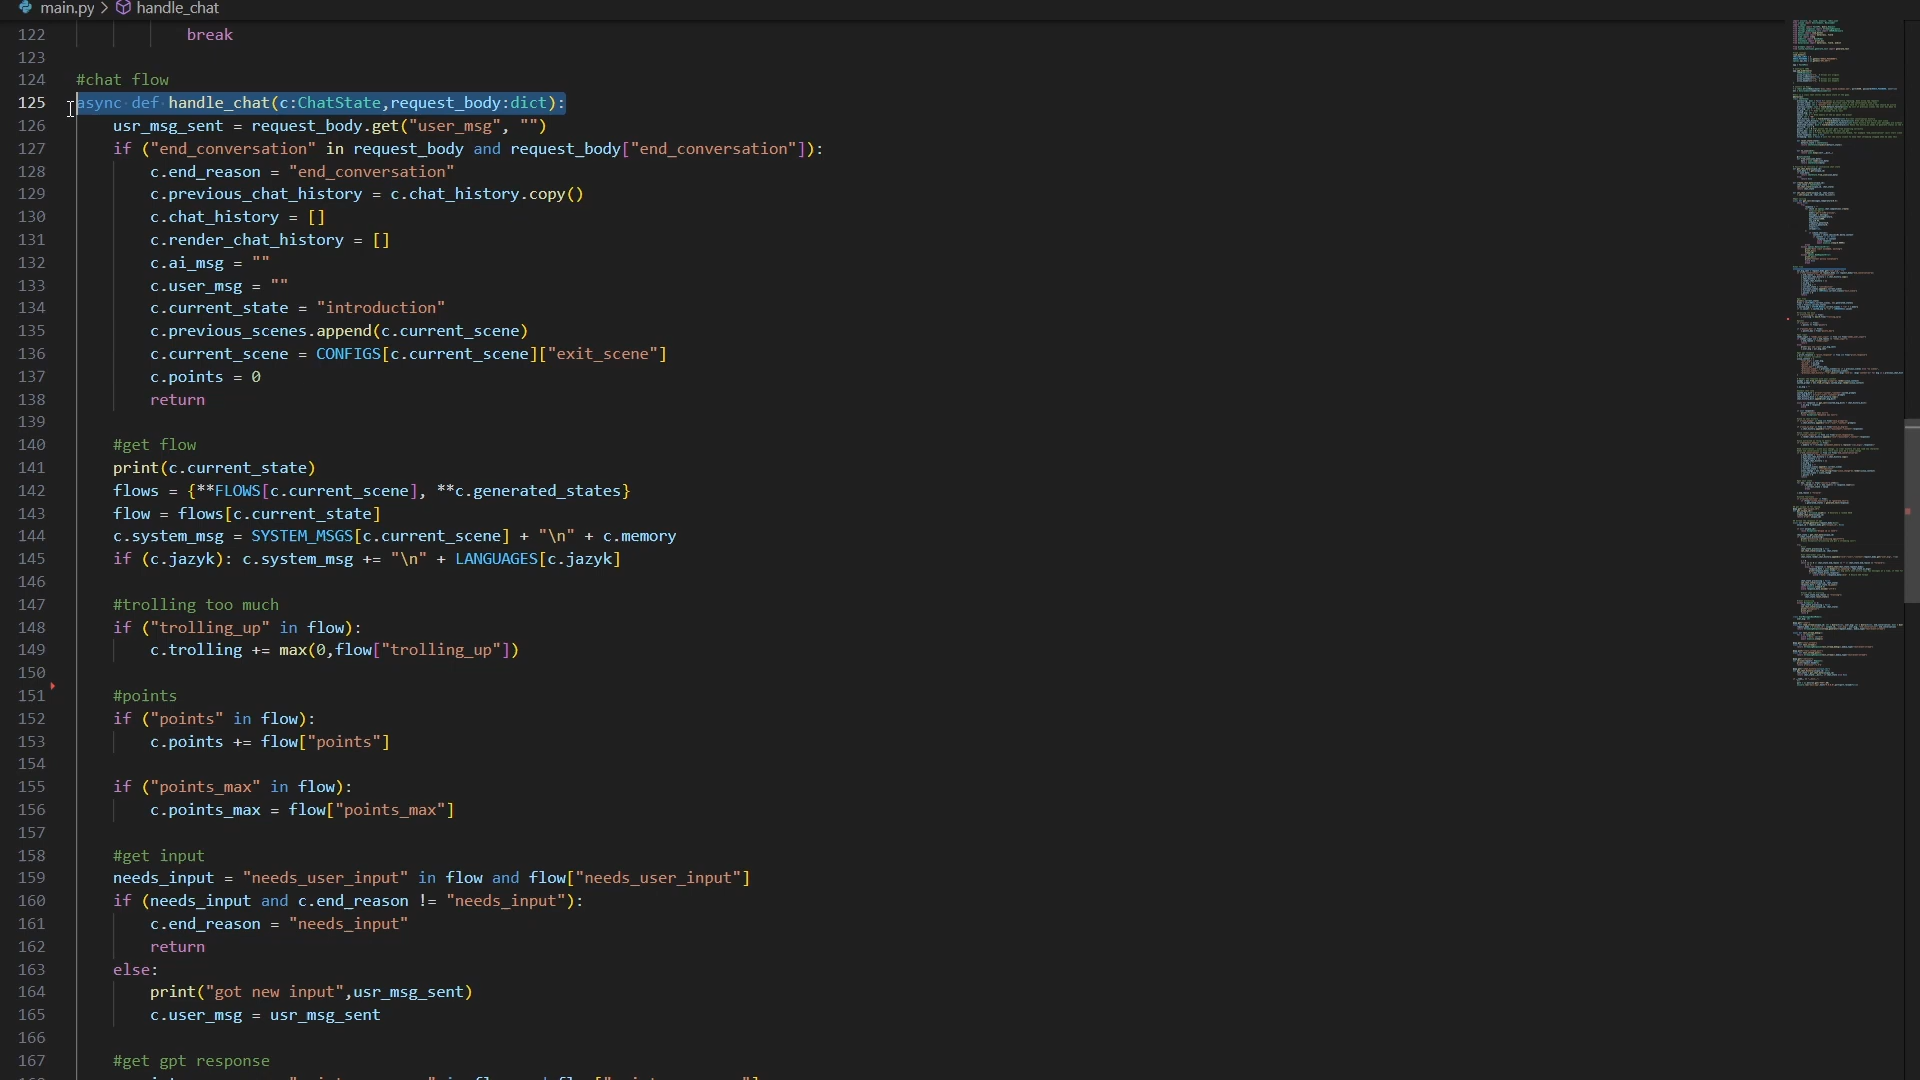 main.py > handle_chat
122 break
123
124 #chat flow
125 async def handle_chat(c:ChatState,request_body:dict):
126 usr_msg_sent = request_body.get("user_msg", "")
127 if ("end_conversation" in request_body and request_body["end_conversation"]):
128 c.end_reason = "end_conversation"
129 c.previous_chat_history = c.chat_history.copy()
130 c.chat_history = []
131 c.render_chat_history = []
132 c.ai_msg = ""
133 c.user_msg = ""
134 c.current_state = "introduction"
135 c.previous_scenes.append(c.current_scene)
136 c.current_scene = CONFIGS[c.current_scene]["exit_scene"]
137 c.points = 0
138 return
139
140 #get flow
141 print(c.current_state)
142 flows = {**FLOWS[c.current_scene], **c.generated_states}
143 flow = flows[c.current_state]
144 c.system_msg = SYSTEM_MSGS[c.current_scene] + "\n" + c.memory
145 if (c.jazyk): c.system_msg += "\n" + LANGUAGES[c.jazyk]
146
147 #trolling too much
148 if ("trolling_up" in flow):
149 c.trolling += max(0,flow["trolling_up"])
150
151 #points
152 if ("points" in flow):
153 c.points += flow["points"]
154
155 if ("points_max" in flow):
156 c.points_max = flow["points_max"]
157
158 #get input
159 needs_input = "needs_user_input" in flow and flow["needs_user_input"]
160 if (needs_input and c.end_reason != "needs_input"):
161 c.end_reason = "needs_input"
162 return
163 else:
164 print("got new input",usr_msg_sent)
165 c.user_msg = usr_msg_sent
166
167 #get gpt response